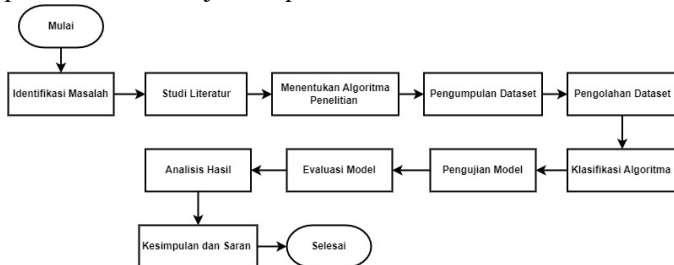 Mulai
Identifikasi Masalah
Studi Literatur
Menentukan Algoritma
Penelitian
Pengumpulan Dataset
Pengolahan Dataset
Klasifikasi Algoritma
Pengujian Model
Evaluasi Model
Analisis Hasil
Kesimpulan dan Saran
Selesai